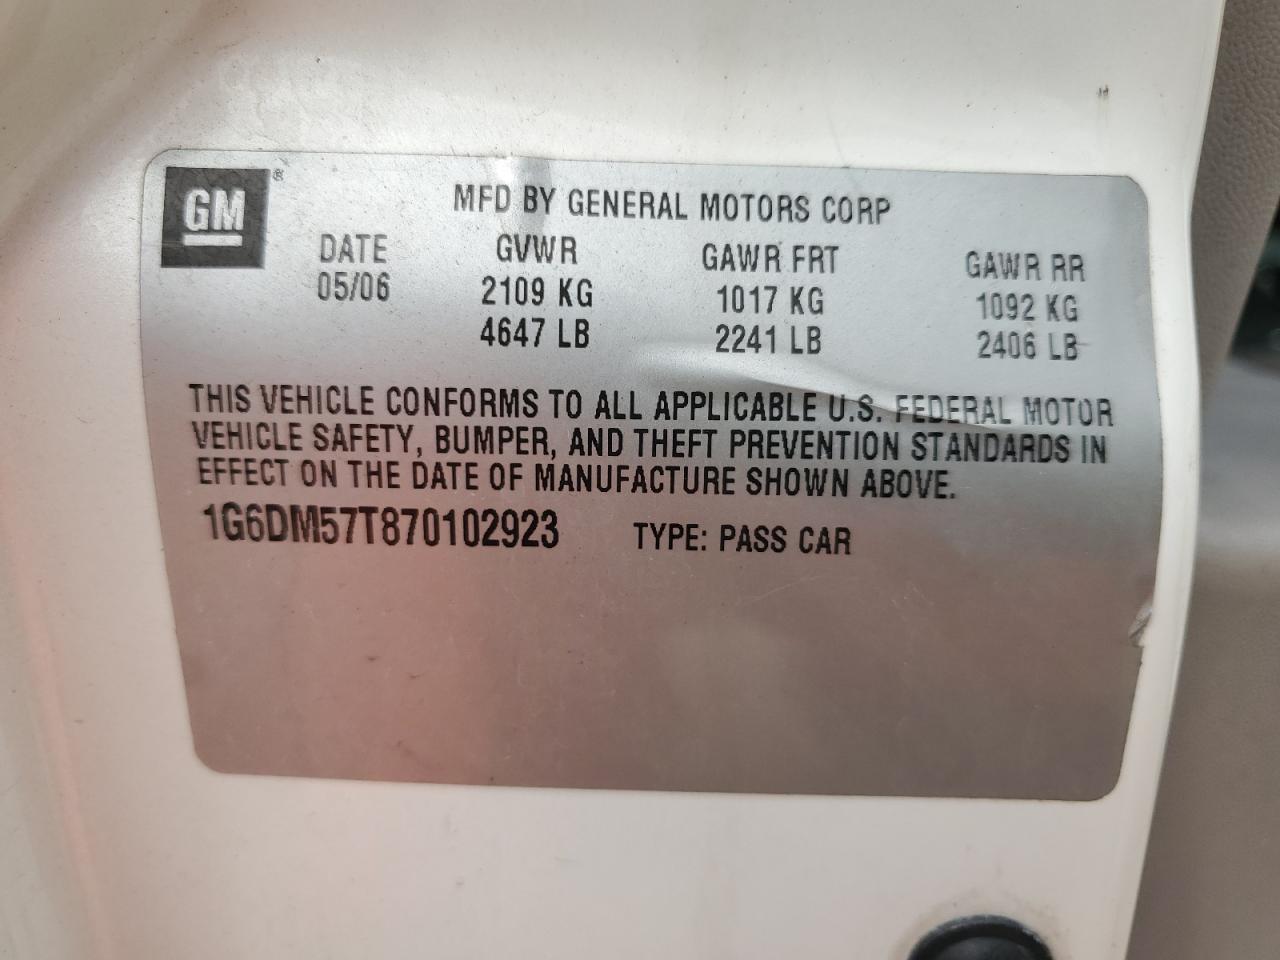 GM®
MFD BY GENERAL MOTORS CORP
DATE GVWR GAWR FRT GAWR RR
05/06 2109 KG 1017 KG 1092 KG
4647 LB 2241 LB 2406 LB
THIS VEHICLE CONFORMS TO ALL APPLICABLE U.S. FEDERAL MOTOR
VEHICLE SAFETY, BUMPER, AND THEFT PREVENTION STANDARDS IN
EFFECT ON THE DATE OF MANUFACTURE SHOWN ABOVE.
1G6DM57T870102923 TYPE: PASS CAR